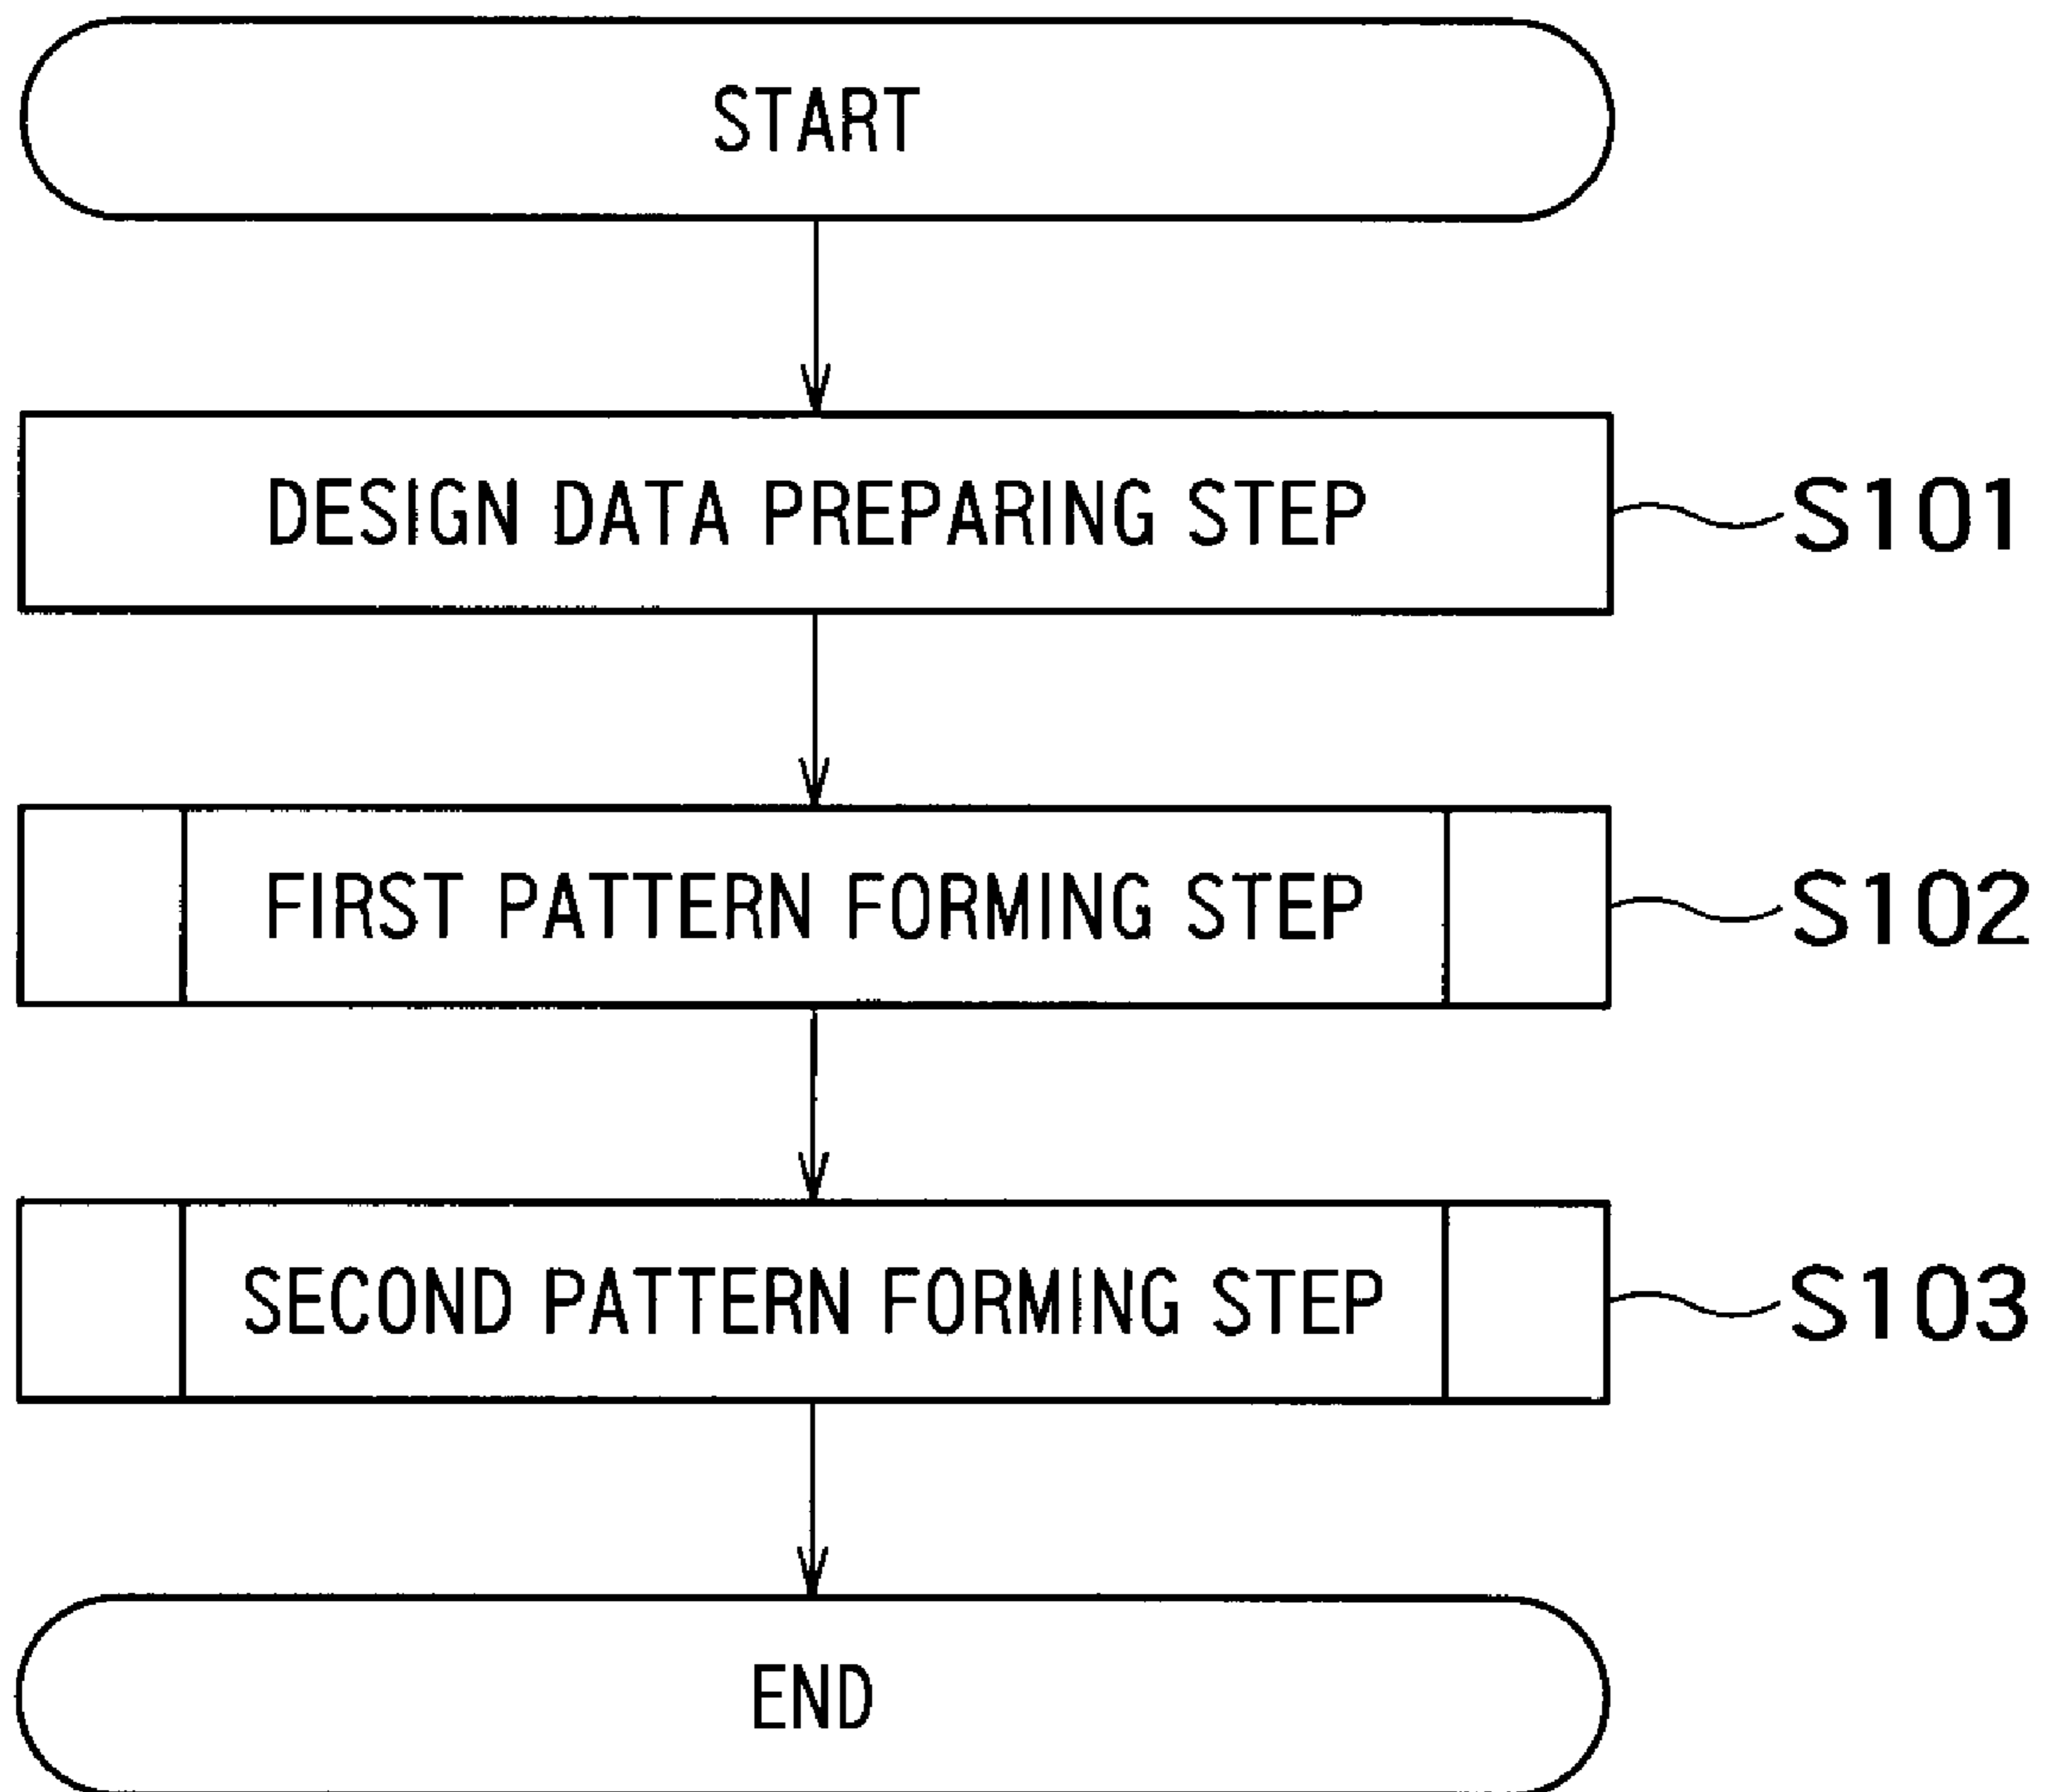 START
DESIGN DATA PREPARING STEP S101
FIRST PATTERN FORMING STEP S102
SECOND PATTERN FORMING STEP S103
END